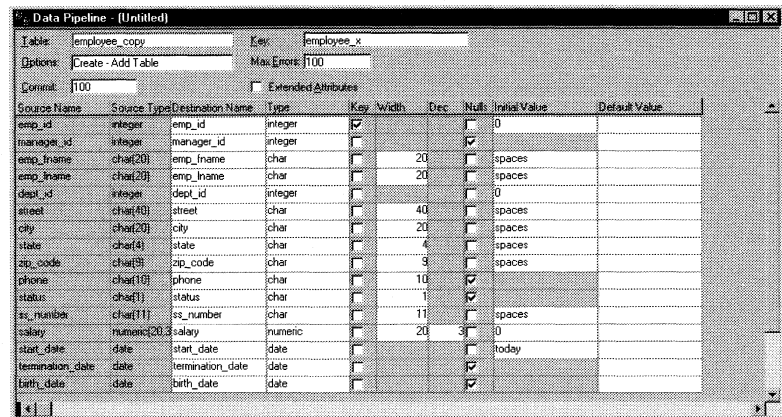 Data Pipeline - (Untitled)
Table: employee_copy Key: employee_x
Options: Create - Add Table Max Errors: 100
Commit: 100 Extended Attributes
Source Name Source Type Destination Name Type Key Width Dec Nulls Initial Value Default Value
emp_id integer emp_id integer 0
manager_id integer manager_id integer
emp_fname char(20) emp_fname char 20 spaces
emp_lname char(20) emp_lname char 20 spaces
dept_id integer dept_id integer 0
street char(40) street char 40 spaces
city char(20) city char 20 spaces
state char(4) state char 4 spaces
zip_code char(9) zip_code char 9 spaces
phone char(10) phone char 10
status char(1) status char 1
ss_number char(11) ss_number char 11 spaces
salary numeric(20,3 salary numeric 20 3 0
start_date date start_date date today
termination_date date termination_date date
birth_date date birth_date date